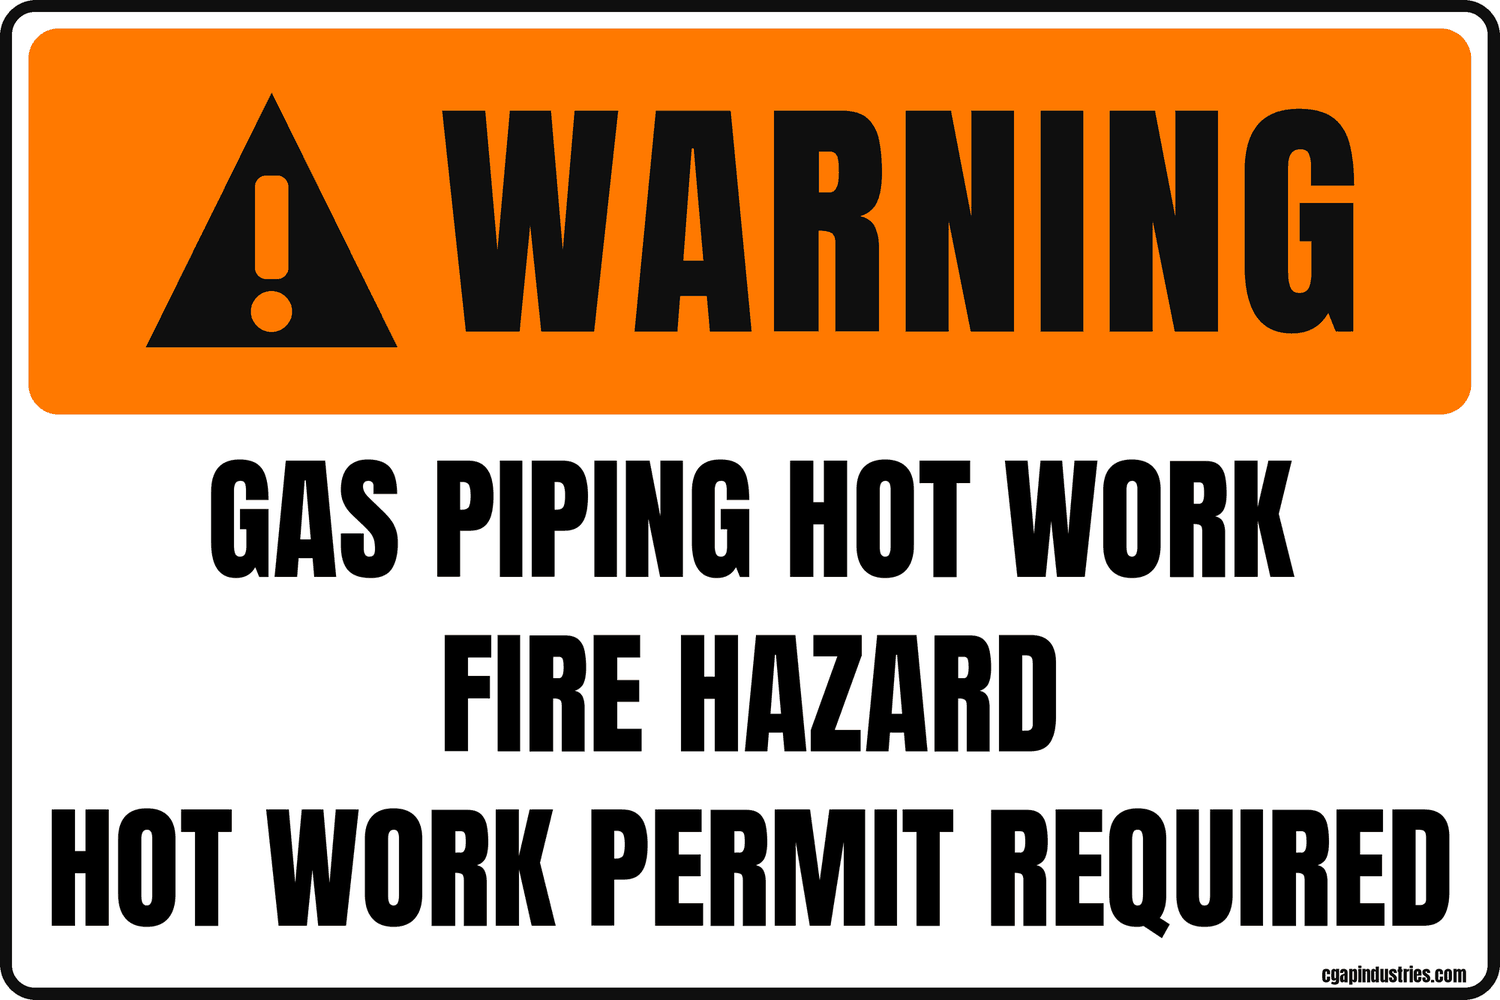 WARNING
GAS PIPING HOT WORK
FIRE HAZARD
HOT WORK PERMIT REQUIRED
cgapindustries.com